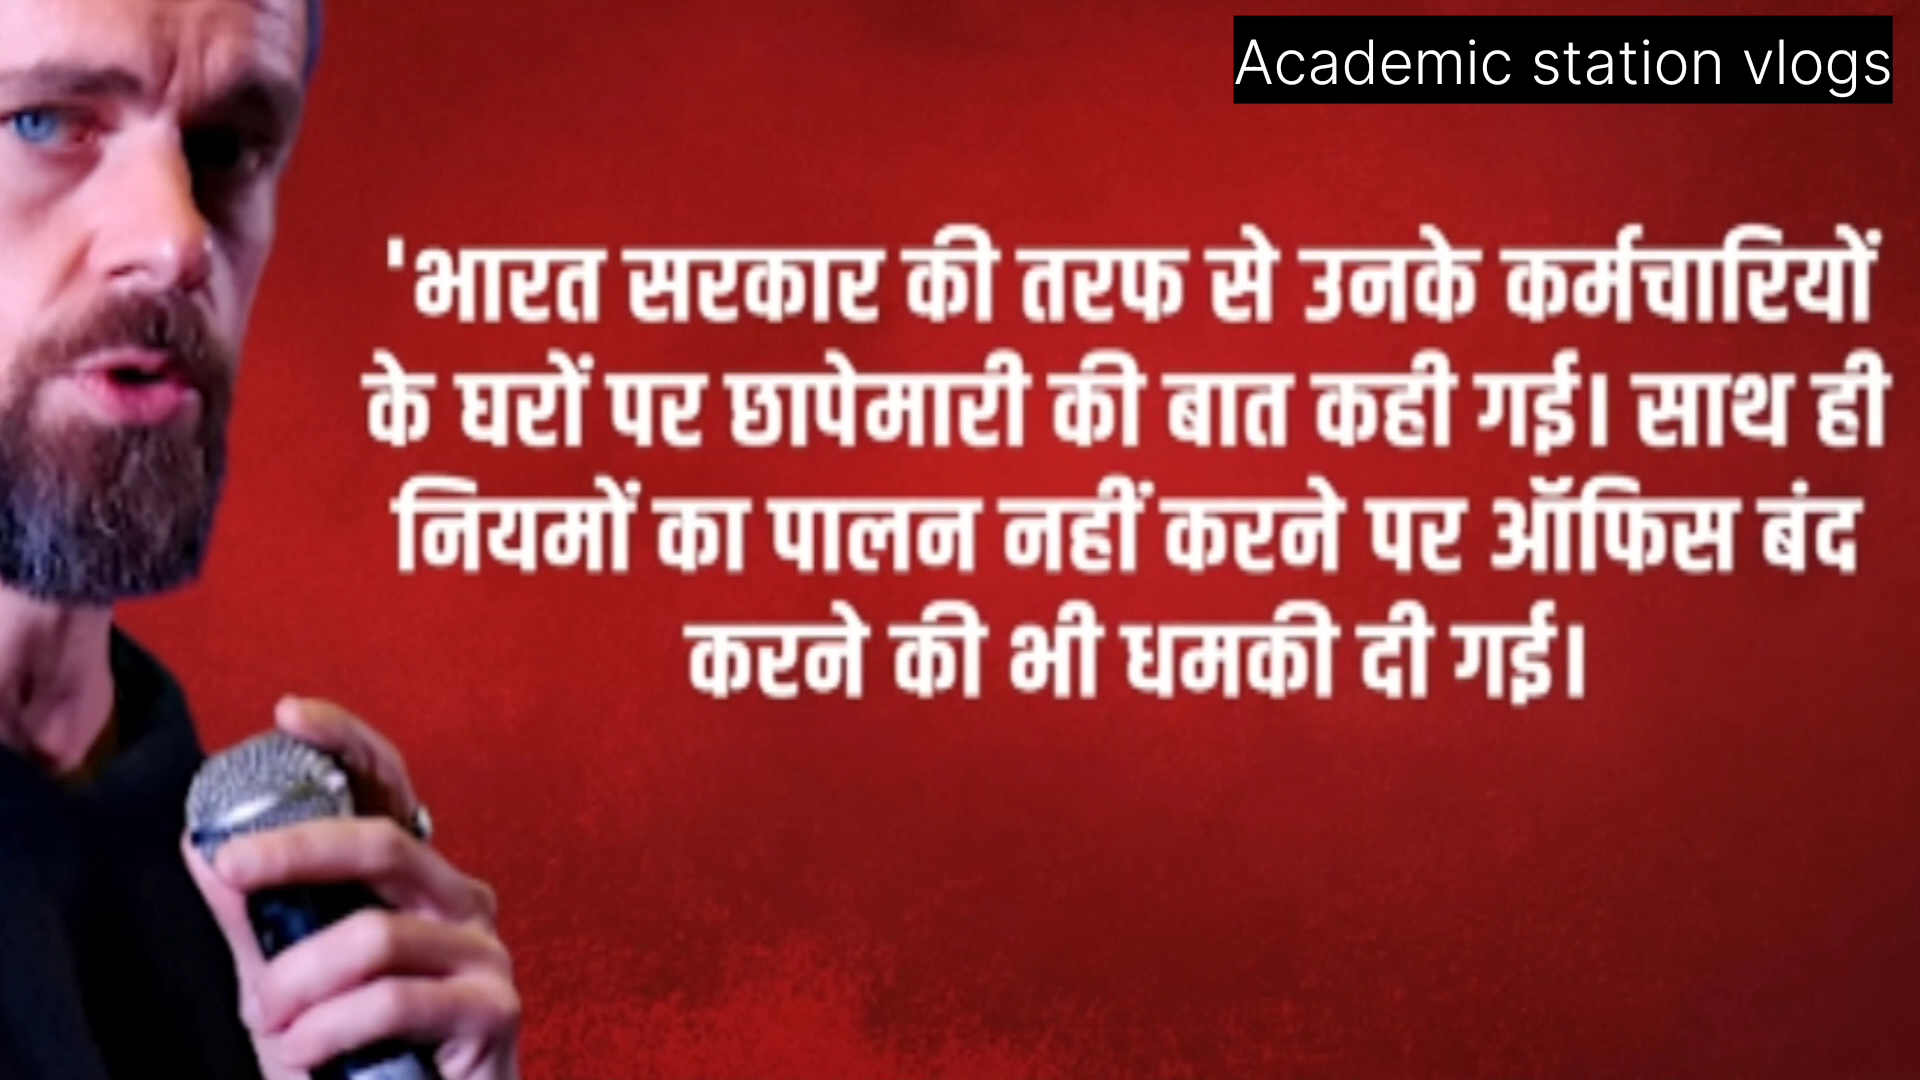 Academic station vlogs
'भारत सरकार की तरफ से उनके कर्मचारियों
के घरों पर छापेमारी की बात कही गई। साथ ही
नियमों का पालन नहीं करने पर ऑफिस बंद
करने की भी धमकी दी गई।